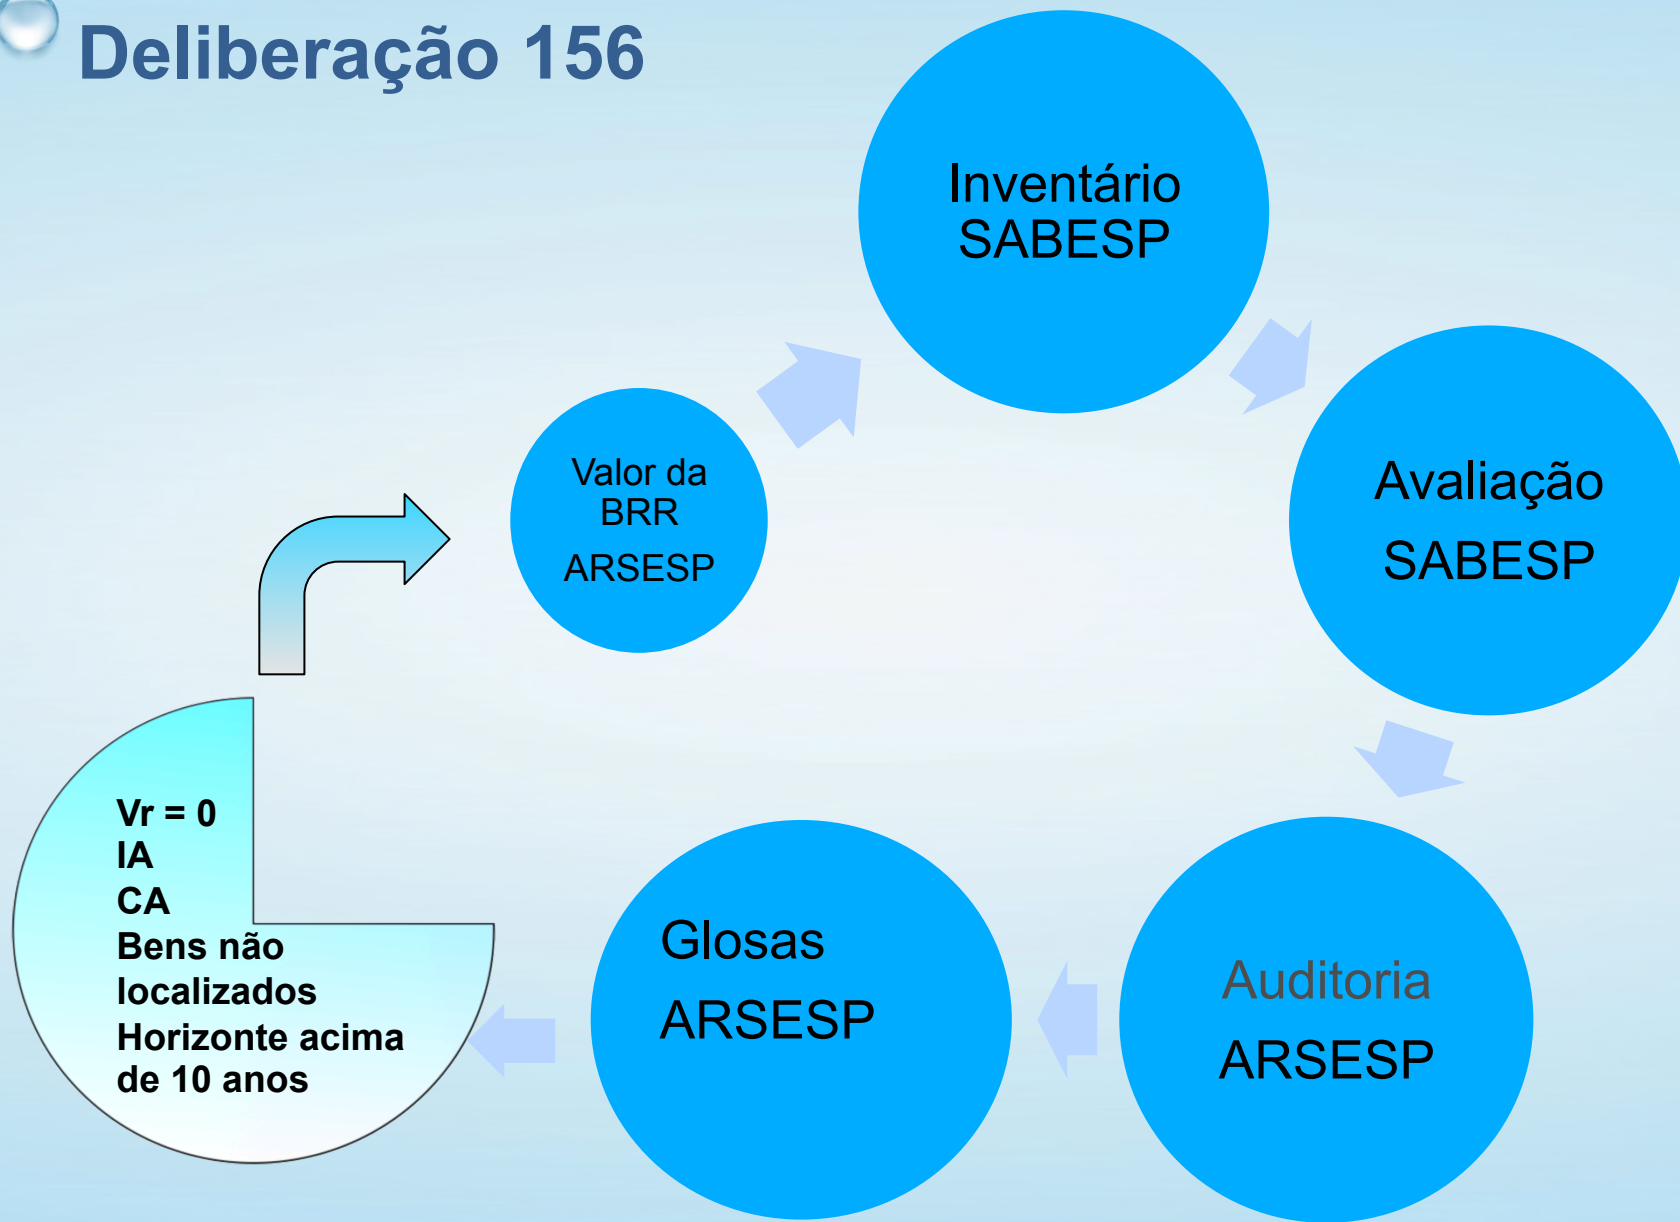 Deliberação 156
Inventário
SABESP
Avaliação
SABESP
Auditoria
ARSESP
Glosas
ARSESP
Vr = 0
IA
CA
Bens não
localizados
Horizonte acima
de 10 anos
Valor da
BRR
ARSESP